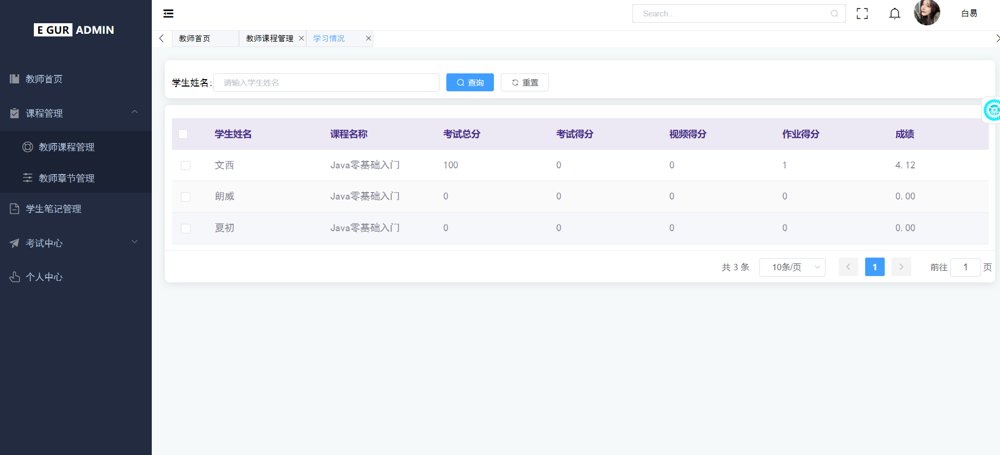 E GUR ADMIN
教师首页
课程管理
教师课程管理
教师章节管理
学生笔记管理
考试中心
个人中心
Search...
白易
教师首页 教师课程管理 学习情况
学生姓名: 请输入学生姓名 查询 重置
学生姓名 课程名称 考试总分 考试得分 视频得分 作业得分 成绩
文西 Java零基础入门 100 0 0 1 4.12
朗威 Java零基础入门 0 0 0 0 0.00
夏初 Java零基础入门 0 0 0 0 0.00
共 3 条 10条/页 1 前往 1 页